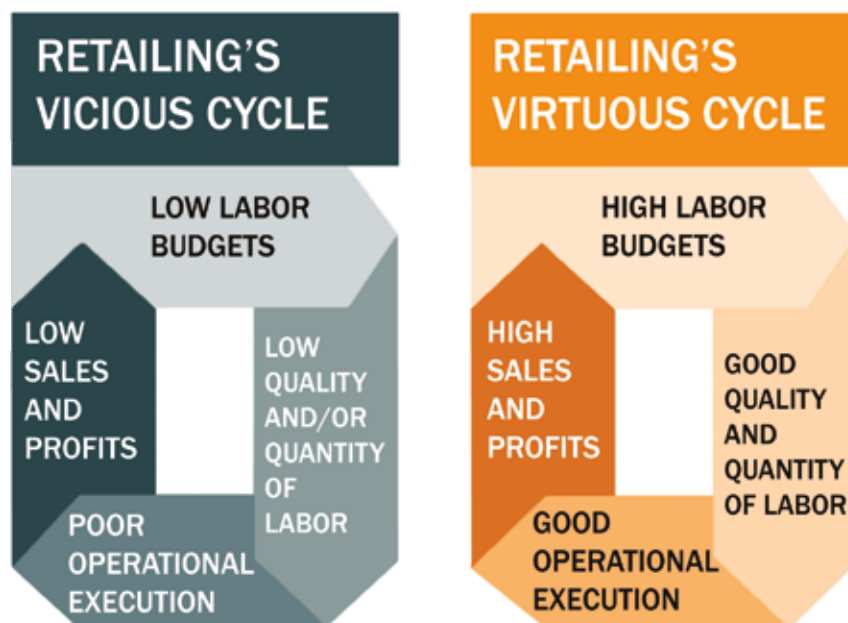 RETAILING'S
VICIOUS CYCLE
LOW LABOR
BUDGETS
LOW
QUALITY
AND/OR
QUANTITY
OF
LABOR
POOR
OPERATIONAL
EXECUTION
LOW
SALES
AND
PROFITS
RETAILING'S
VIRTUOUS CYCLE
HIGH LABOR
BUDGETS
GOOD
QUALITY
AND
QUANTITY
OF LABOR
GOOD
OPERATIONAL
EXECUTION
HIGH
SALES
AND
PROFITS